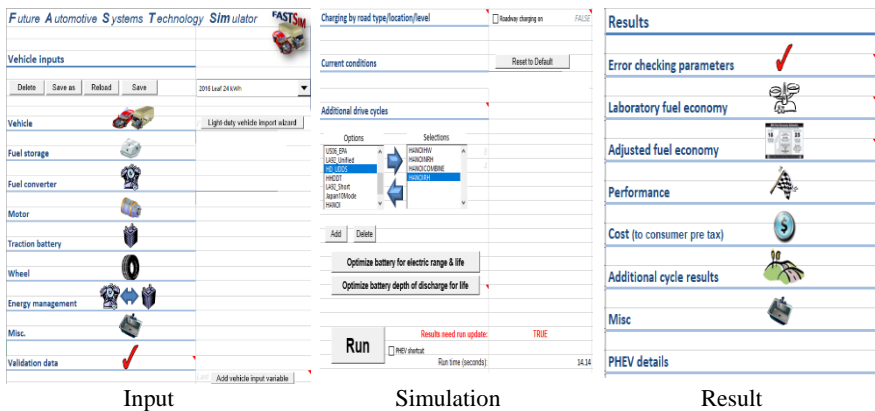 Future Automotive Systems Technology Simulator
FASTSim
Vehicle inputs
Delete Save as Reload Save
2016 Leaf 24 kWh
Vehicle
Light-duty vehicle import wizard
Fuel storage
Fuel converter
Motor
Traction battery
Wheel
Energy management
Misc.
Validation data
Add vehicle input variable
Input
Charging by road type/location/level
Roadway charging on
FALSE
Current conditions
Reset to Default
Additional drive cycles
Options
US06_EPA
LA92_Unified
HD_UDDS
HHDDT
LA92_Short
Japan10Mode
HANOI
Selections
HANOIHW
HANOINRH
HANOICOMBINE
HANOIRH
Add Delete
Optimize battery for electric range & life
Optimize battery depth of discharge for life
Run
Results need run update:
TRUE
PHEV shortcut
Run time (seconds):
14.14
Simulation
Results
Error checking parameters
Laboratory fuel economy
Adjusted fuel economy
Performance
Cost (to consumer pre tax)
Additional cycle results
Misc
PHEV details
Result